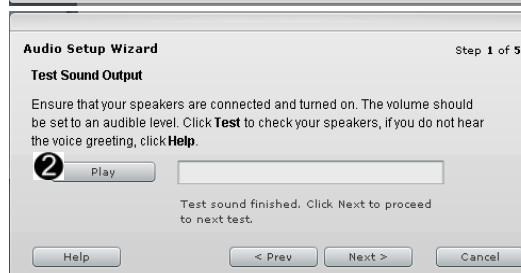 Audio Setup Wizard Step 1 of 5
Test Sound Output
Ensure that your speakers are connected and turned on. The volume should
be set to an audible level. Click Test to check your speakers, if you do not hear
the voice greeting, click Help.
2 Play
Test sound finished. Click Next to proceed
to next test.
Help < Prev Next > Cancel